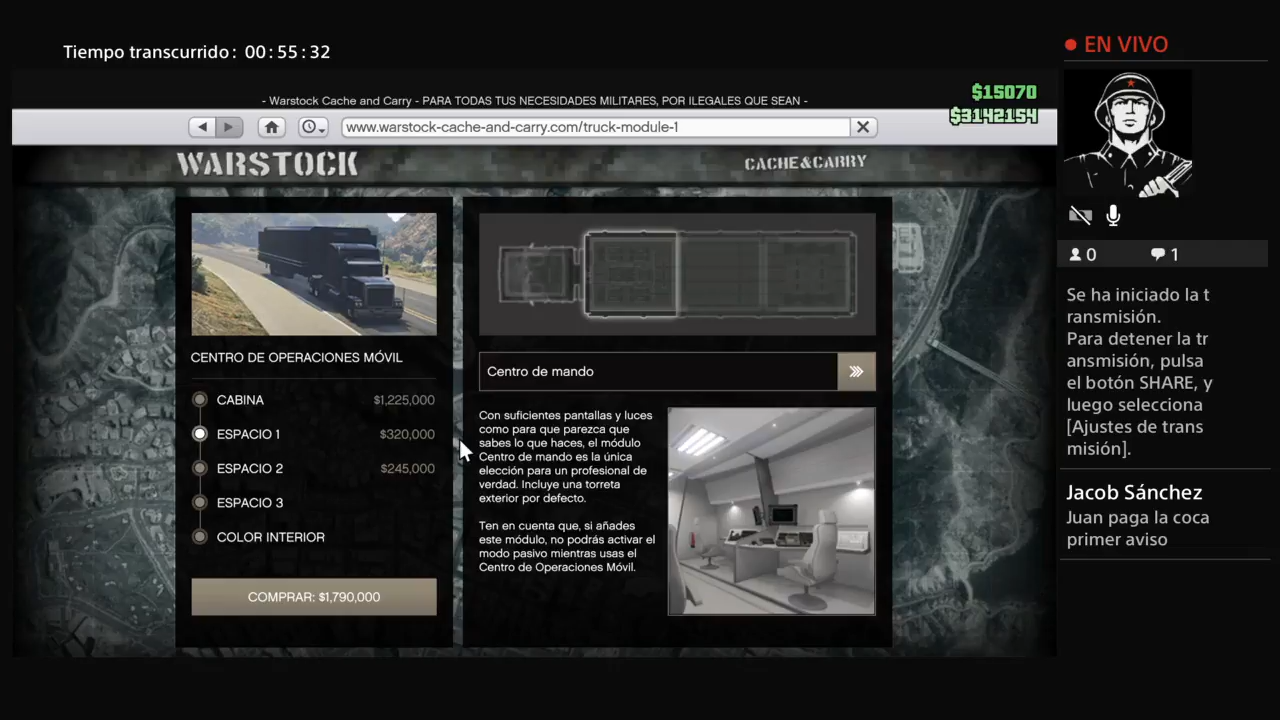 Tiempo transcurrido: 00:55:32
- Warstock Cache and Carry - PARA TODAS TUS NECESIDADES MILITARES, POR ILEGALES QUE SEAN -
$15070
$3142154
www.warstock-cache-and-carry.com/truck-module-1
WARSTOCK
CACHE&CARRY
CENTRO DE OPERACIONES MÓVIL
CABINA $1,225,000
ESPACIO 1 $320,000
ESPACIO 2 $245,000
ESPACIO 3
COLOR INTERIOR
COMPRAR: $1,790,000
Centro de mando
Con suficientes pantallas y luces
como para que parezca que
sabes lo que haces, el módulo
Centro de mando es la única
elección para un profesional de
verdad. Incluye una torreta
exterior por defecto.
Ten en cuenta que, si añades
este módulo, no podrás activar el
modo pasivo mientras usas el
Centro de Operaciones Móvil.
EN VIVO
0 1
Se ha iniciado la t
ransmisión.
Para detener la tr
ansmisión, pulsa
el botón SHARE, y
luego selecciona
[Ajustes de trans
misión].
Jacob Sánchez
Juan paga la coca
primer aviso